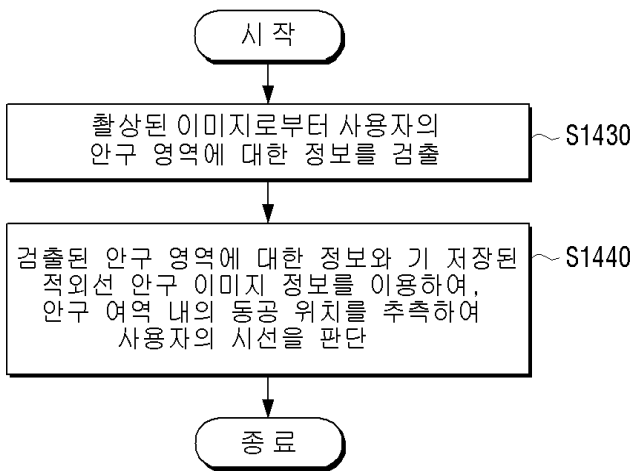 시작
촬상된 이미지로부터 사용자의
안구 영역에 대한 정보를 검출
S1430
검출된 안구 영역에 대한 정보와 기 저장된
적외선 안구 이미지 정보를 이용하여,
안구 여역 내의 동공 위치를 추측하여
사용자의 시선을 판단
S1440
종료